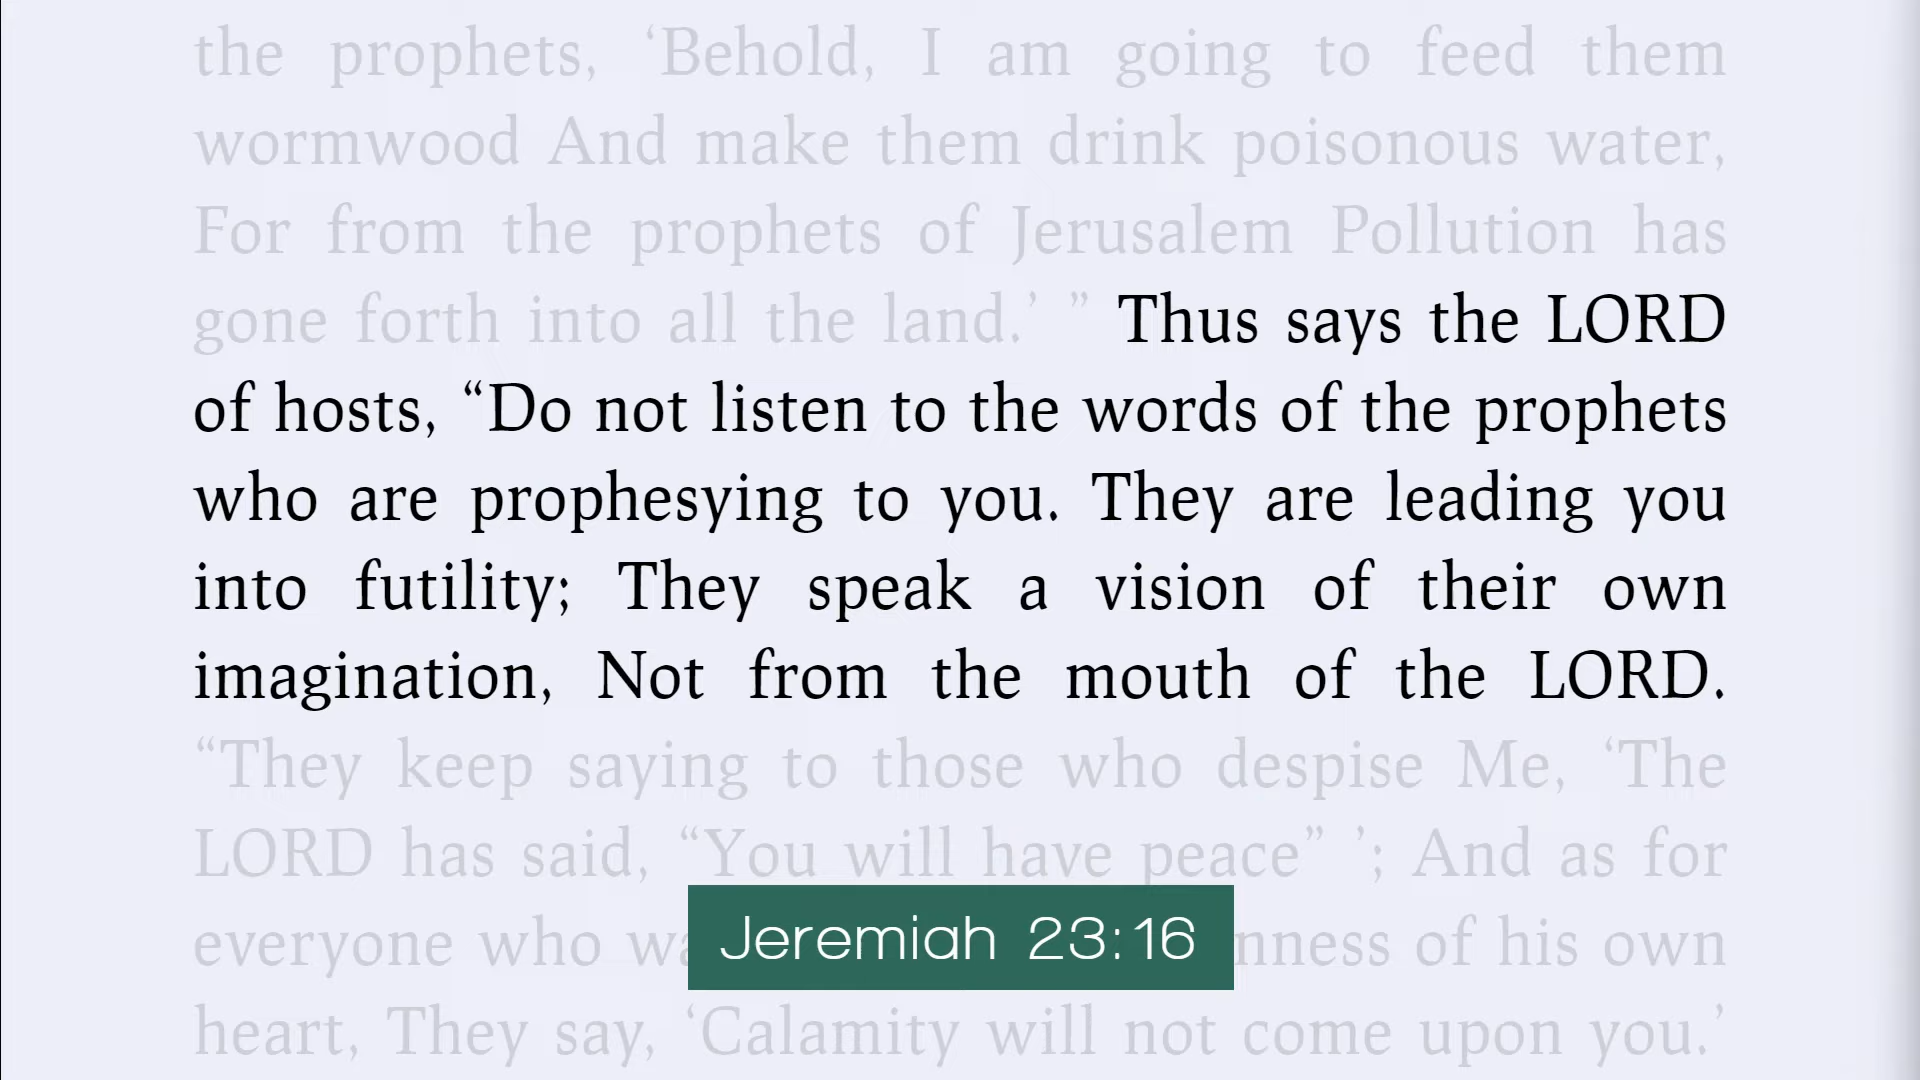 the prophets, ‘Behold, I am going to feed them
wormwood And make them drink poisonous water,
For from the prophets of Jerusalem Pollution has
gone forth into all the land.’ ” Thus says the LORD
of hosts, “Do not listen to the words of the prophets
who are prophesying to you. They are leading you
into futility; They speak a vision of their own
imagination, Not from the mouth of the LORD.
“They keep saying to those who despise Me, ‘The
LORD has said, “You will have peace” ’; And as for
everyone who of his own
Jeremiah 23:16
heart, They say, ‘Calamity will not come upon you.’